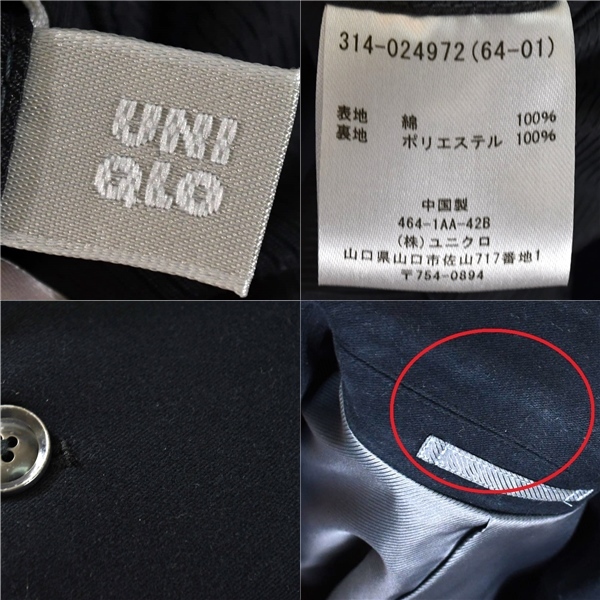 UNI
QLO
314-024972(64-01)
表地 綿 100%
裏地 ポリエステル 100%
中国製
464-1AA-42B
(株)ユニクロ
山口県山口市佐山717番地1
〒754-0894